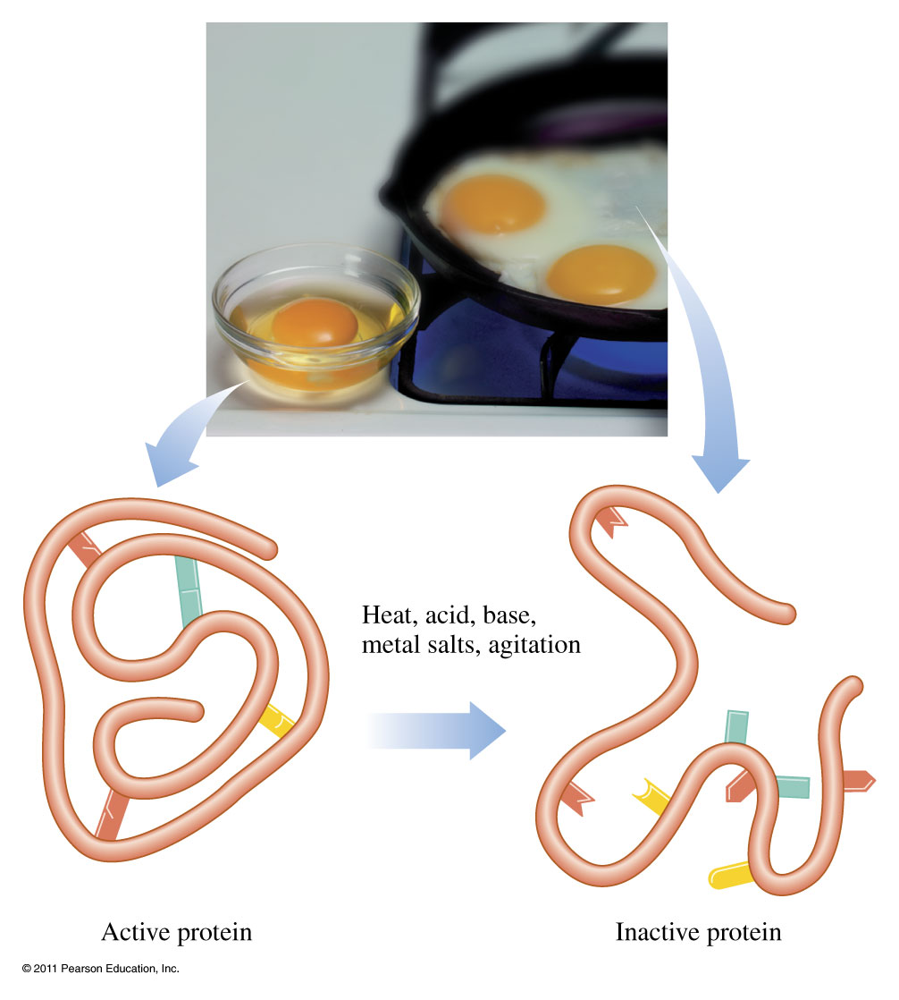 Heat, acid, base,
metal salts, agitation
Active protein
Inactive protein
© 2011 Pearson Education, Inc.